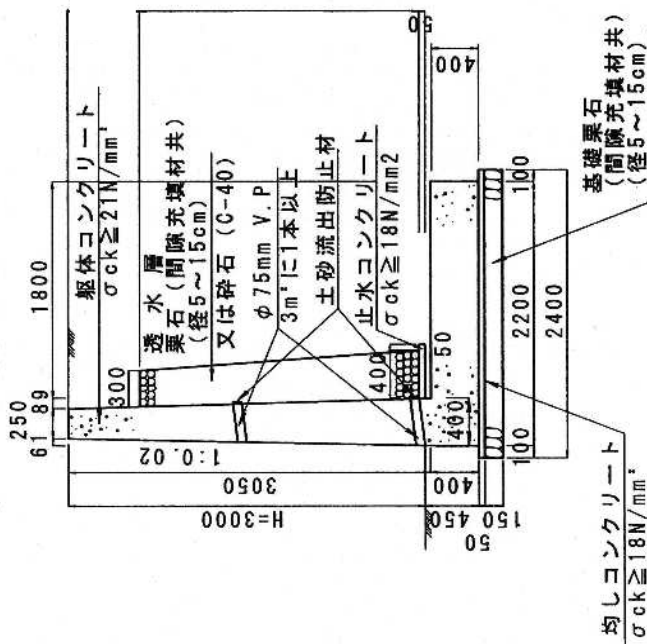 50
400
1800
250
61
89
躯体コンクリート
σck≧21N/mm²
透水層
栗石(間隙充填材共)
(径5~15cm)
又は砕石(C-40)
φ75mm V.P
3m²に1本以上
土砂流出防止材
止水コンクリート
σck≧18N/mm2
300
400
50
400
1:0.02
3050
400
H=3000
450
150
50
100
2200
100
2400
基礎栗石
(間隙充填材共)
(径5~15cm)
均しコンクリート
σck≧18N/mm²